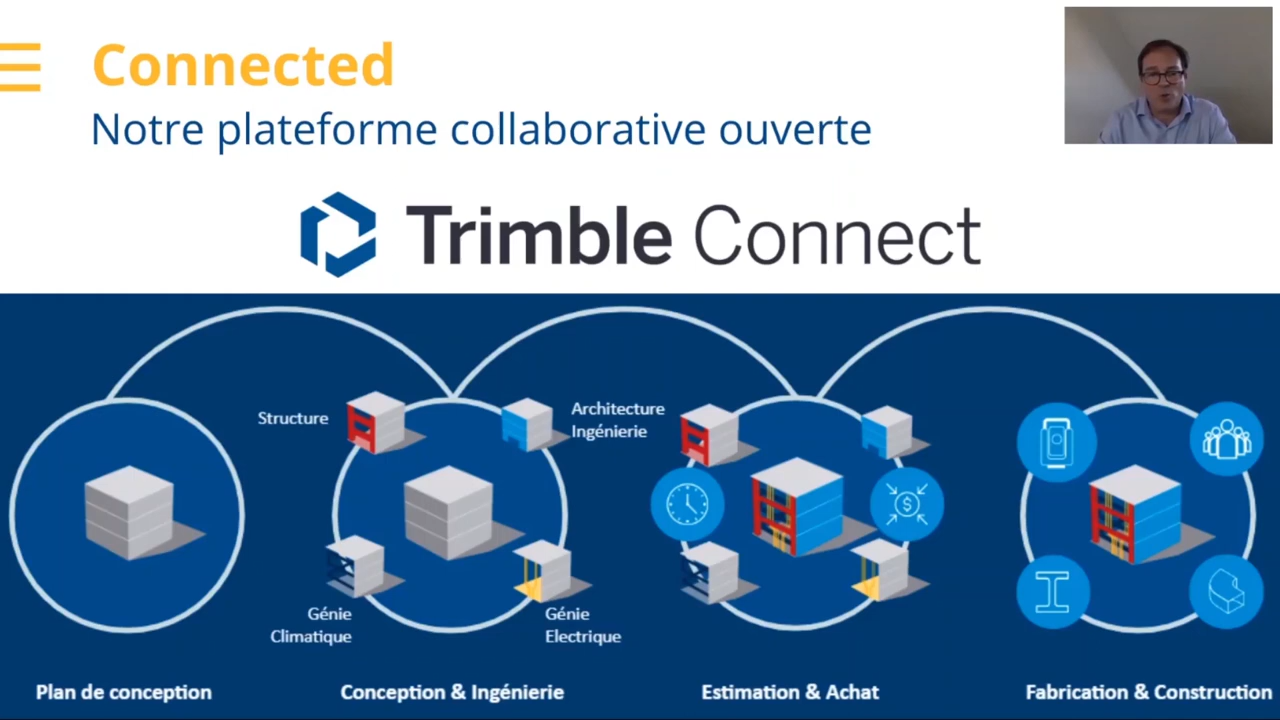 Connected
Notre plateforme collaborative ouverte
Trimble Connect
Structure
Architecture
Ingénierie
$
Génie
Climatique
Génie
Electrique
Plan de conception
Conception & Ingénierie
Estimation & Achat
Fabrication & Construction